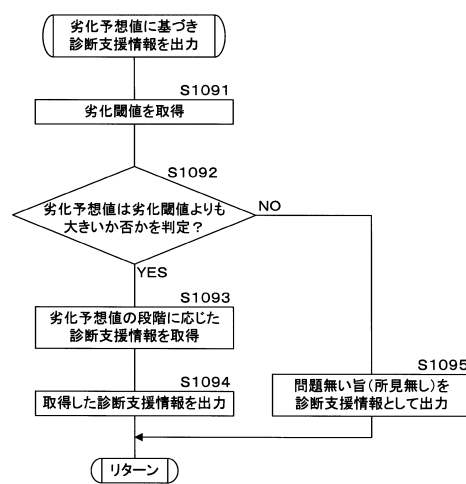 劣化予想値に基づき
診断支援情報を出力
S1091
劣化閾値を取得
S1092
劣化予想値は劣化閾値よりも
大きいか否かを判定?
NO
YES
S1093
劣化予想値の段階に応じた
診断支援情報を取得
S1094
取得した診断支援情報を出力
S1095
問題無い旨(所見無し)を
診断支援情報として出力
リターン